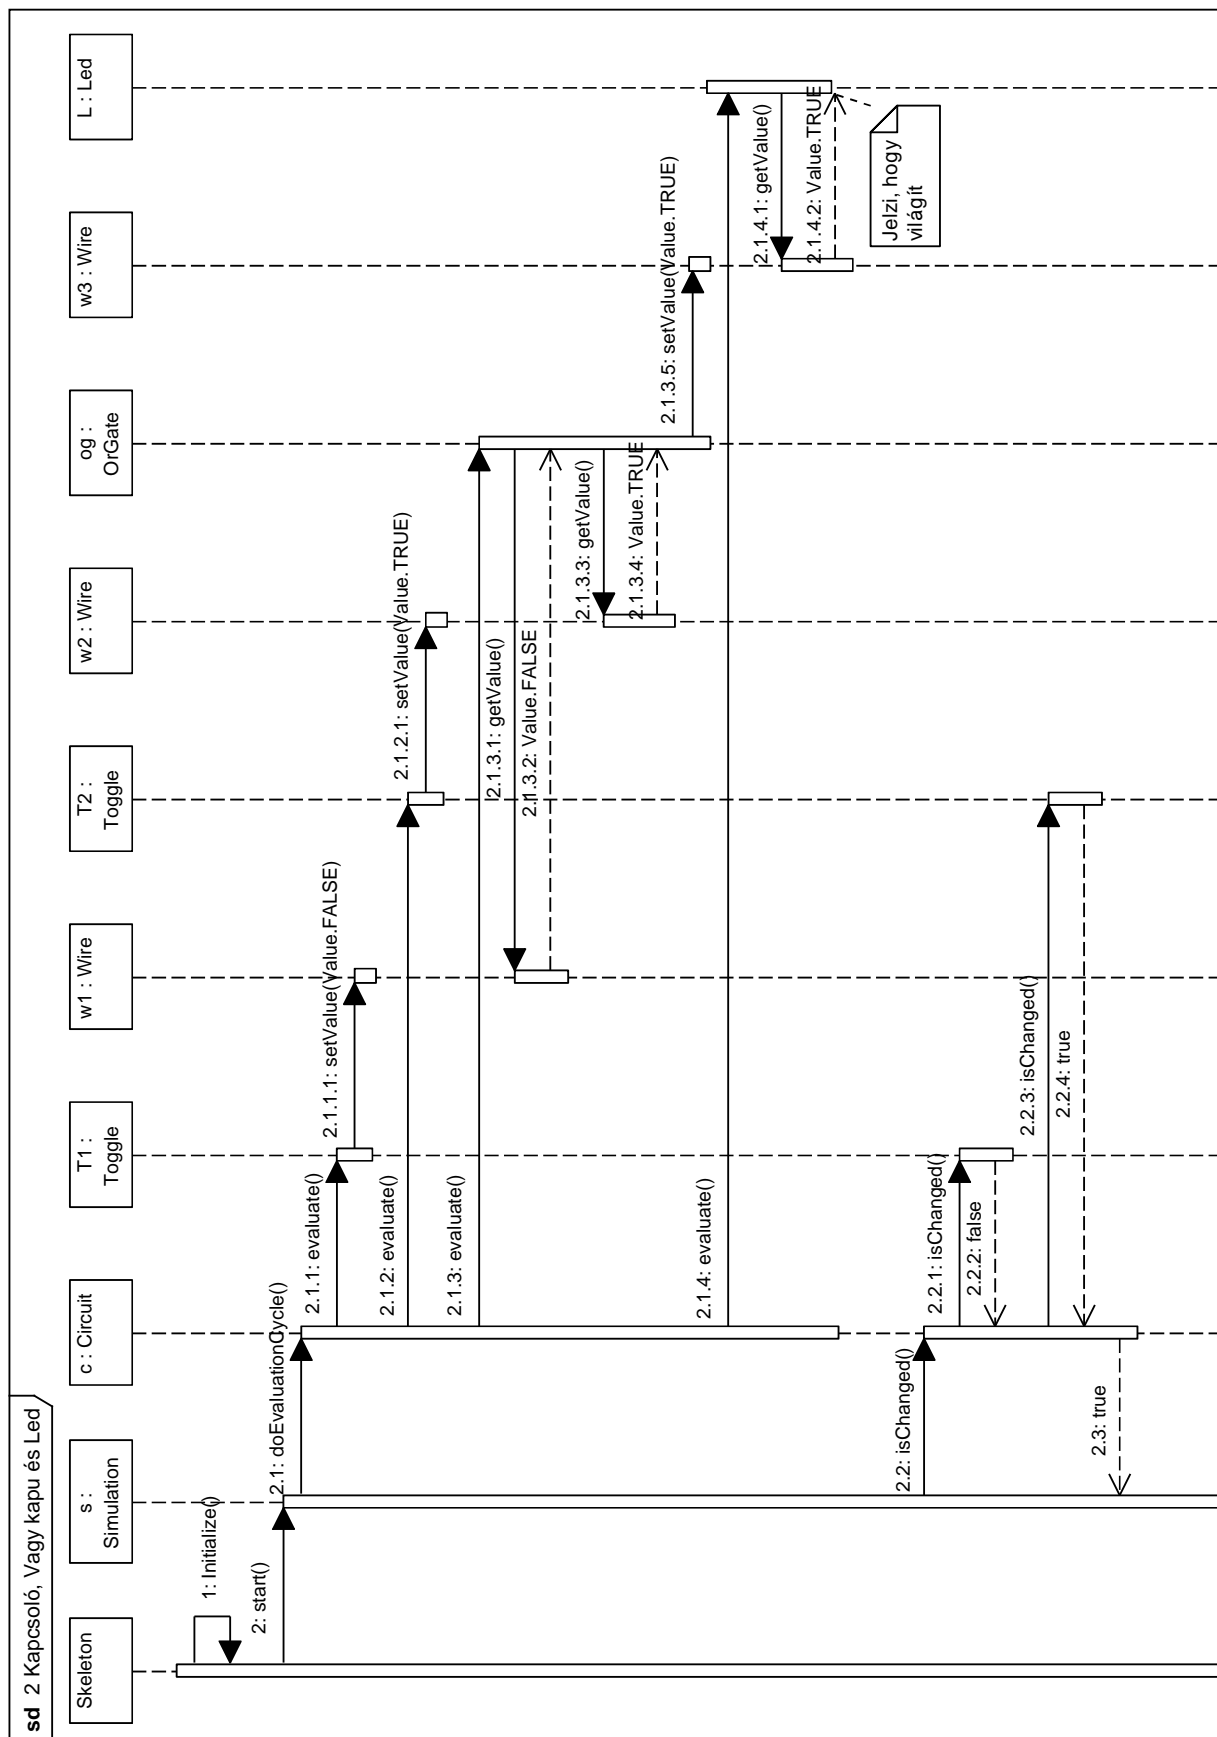 sd 2 Kapcsoló, Vagy kapu és Led
Skeleton
s :
Simulation
c : Circuit
T1 :
Toggle
w1 : Wire
T2 :
Toggle
w2 : Wire
og :
OrGate
w3 : Wire
L : Led
1: Initialize()
2: start()
2.1: doEvaluationCycle()
2.1.1: evaluate()
2.1.1.1: setValue(Value.FALSE)
2.1.2: evaluate()
2.1.2.1: setValue(Value.TRUE)
2.1.3: evaluate()
2.1.3.1: getValue()
2.1.3.2: Value.FALSE
2.1.3.3: getValue()
2.1.3.4: Value.TRUE
2.1.3.5: setValue(Value.TRUE)
2.1.4: evaluate()
2.1.4.1: getValue()
2.1.4.2: Value.TRUE
Jelzi, hogy
világít
2.2: isChanged()
2.2.1: isChanged()
2.2.2: false
2.2.3: isChanged()
2.2.4: true
2.3: true